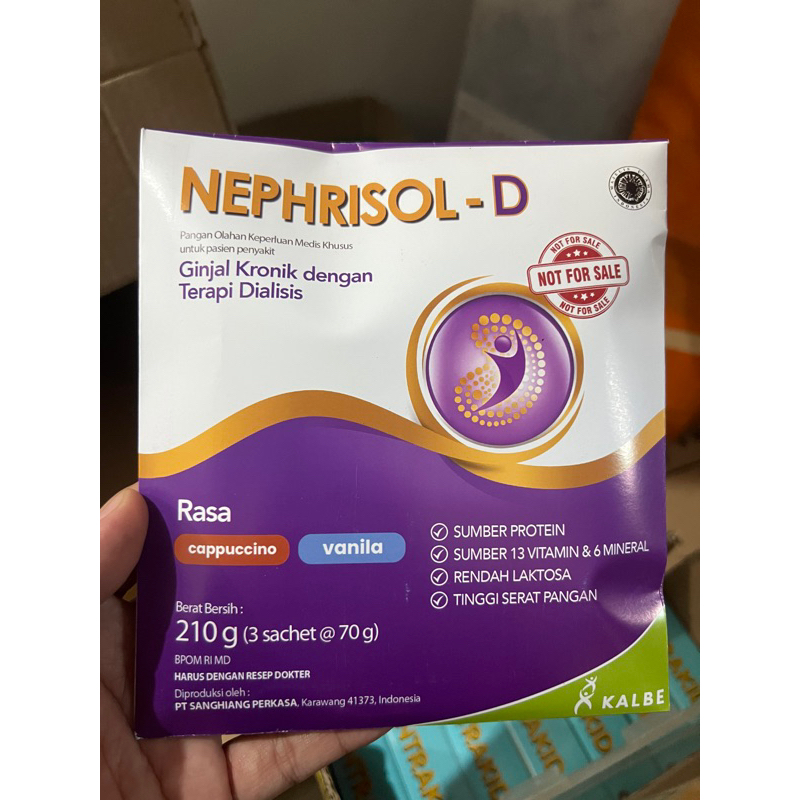 NEPHRISOL-D
Pangan Olahan Keperluan Medis Khusus
untuk pasien penyakit
Ginjal Kronik dengan
Terapi Dialisis
NOT FOR SALE
NOT FOR SALE
NOT FOR SALE
Rasa
cappuccino
vanila
SUMBER PROTEIN
SUMBER 13 VITAMIN & 6 MINERAL
RENDAH LAKTOSA
TINGGI SERAT PANGAN
Berat Bersih :
210 g (3 sachet @ 70 g)
BPOM RI MD
HARUS DENGAN RESEP DOKTER
Diproduksi oleh :
PT SANGHIANG PERKASA, Karawang 41373, Indonesia
KALBE